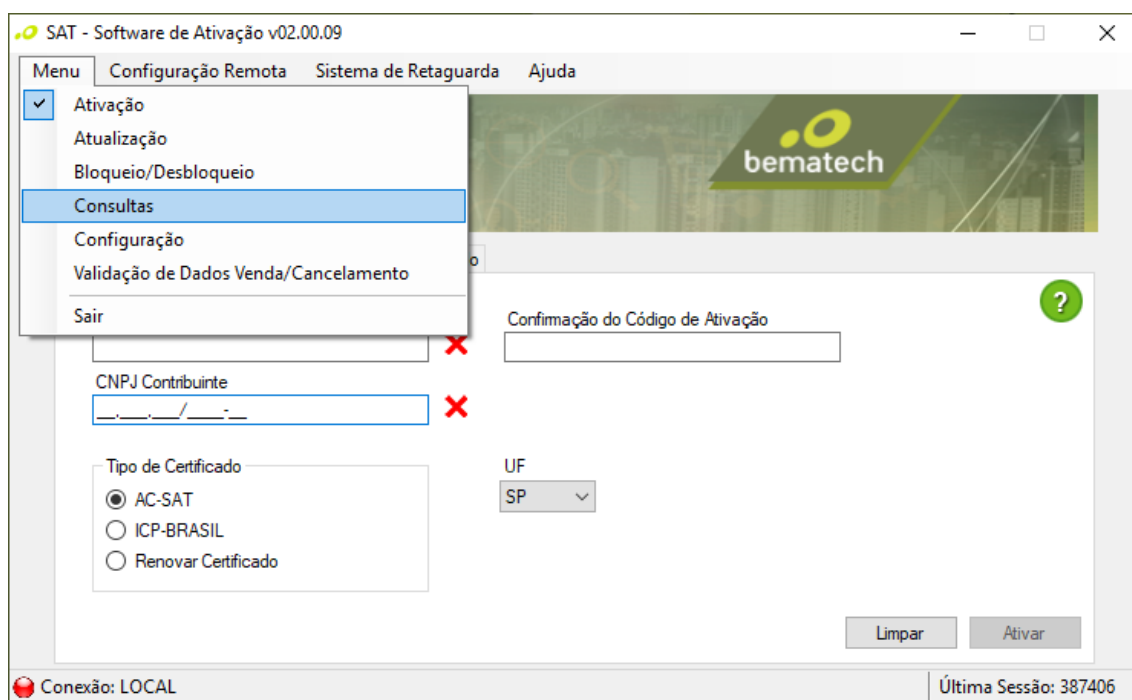 SAT - Software de Ativação v02.00.09
Menu Configuração Remota Sistema de Retaguarda Ajuda
Ativação
Atualização
Bloqueio/Desbloqueio
Consultas
Configuração
Validação de Dados Venda/Cancelamento
Sair
bematech
o
?
Confirmação do Código de Ativação
CNPJ Contribuinte
__.___.___/____-__
Tipo de Certificado
AC-SAT
ICP-BRASIL
Renovar Certificado
UF
SP
Limpar Ativar
Conexão: LOCAL Última Sessão: 387406